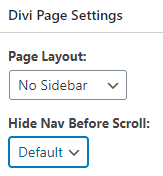 Divi Page Settings
Page Layout:
No Sidebar
Hide Nav Before Scroll:
Default